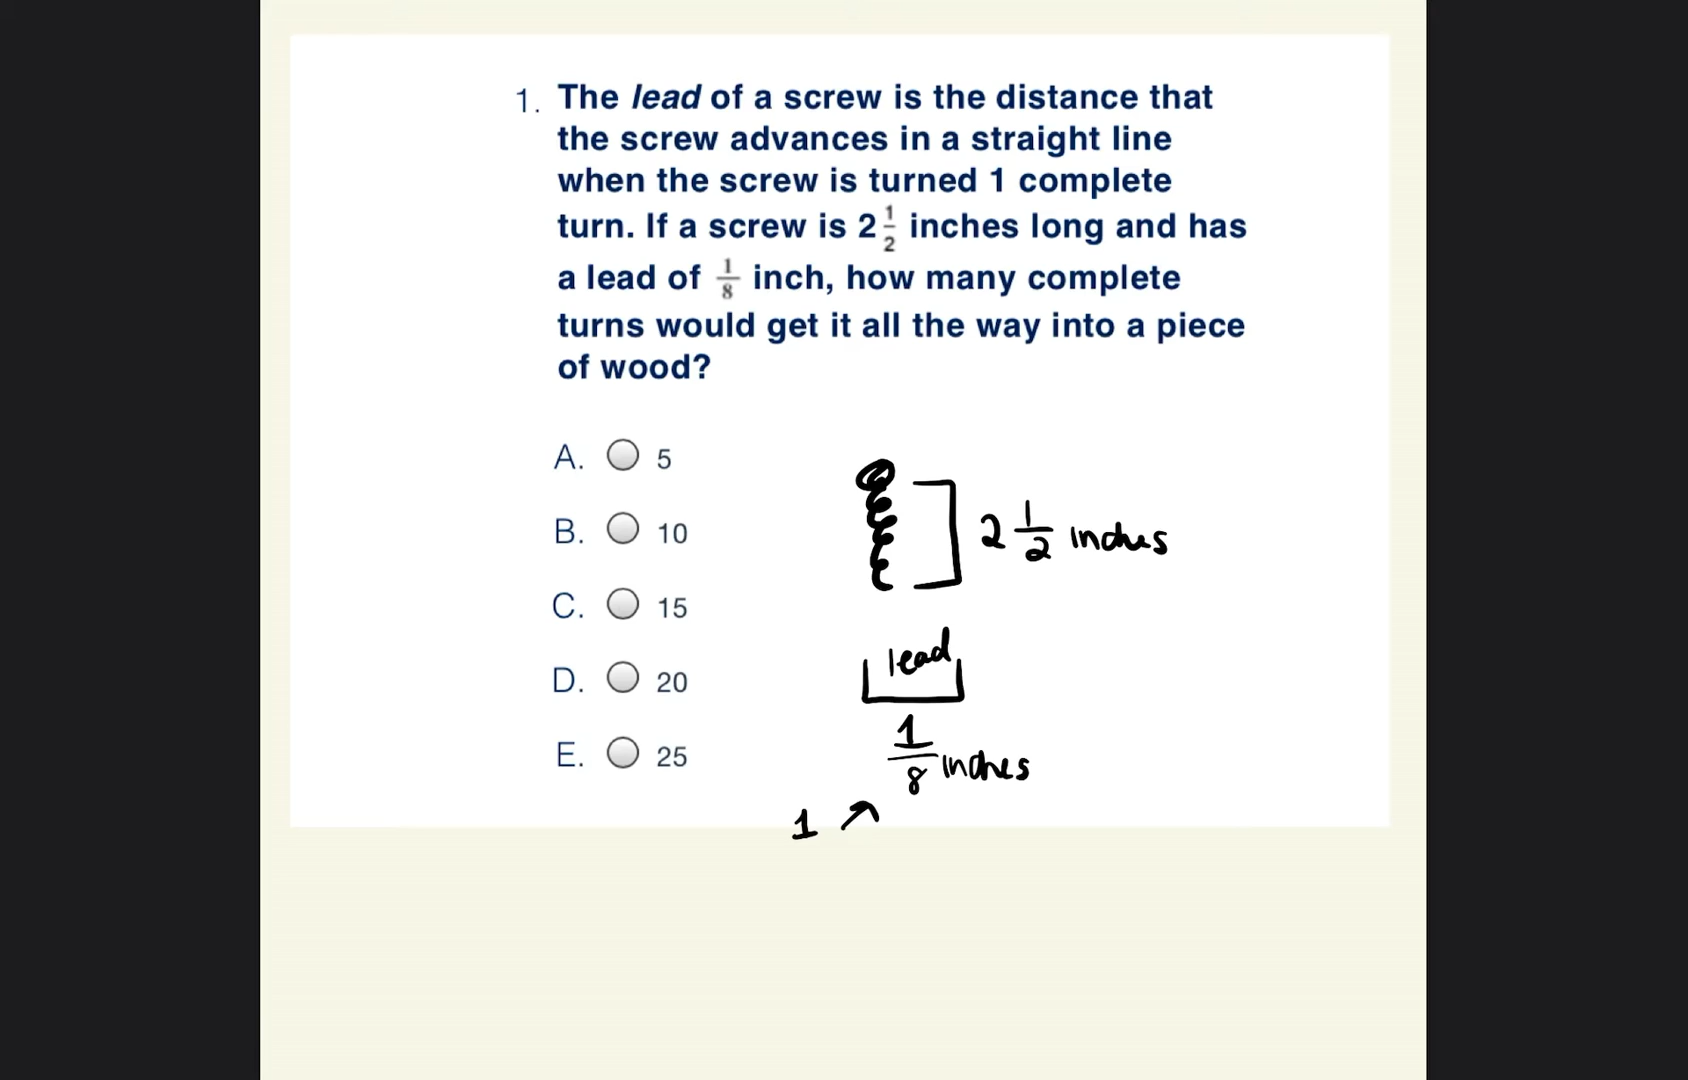 1. The lead of a screw is the distance that
the screw advances in a straight line
when the screw is turned 1 complete
turn. If a screw is 2 1/2 inches long and has
a lead of 1/8 inch, how many complete
turns would get it all the way into a piece
of wood?
A. 5
B. 10
C. 15
D. 20
E. 25
2 1/2 inches
lead
1/8 inches
1